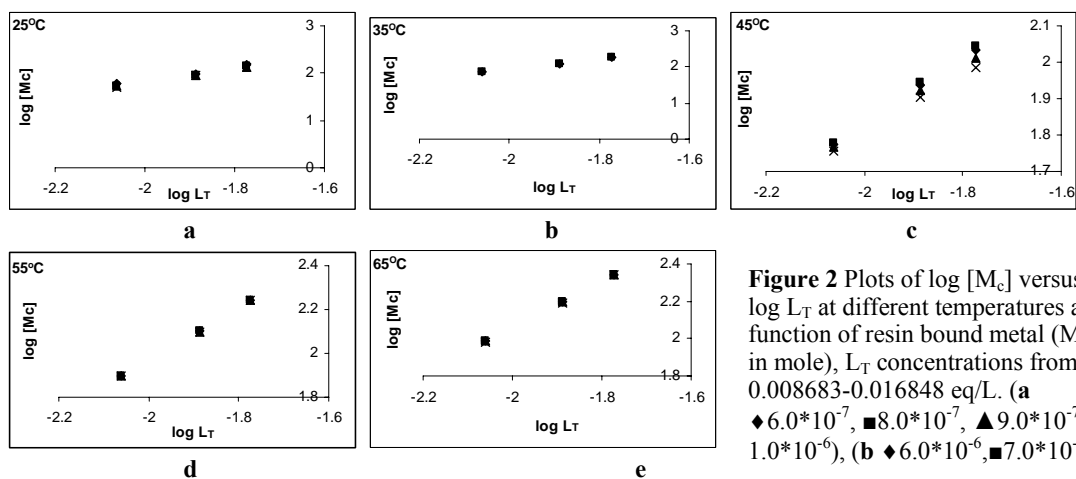 25°C
3
2
1
0
-2.2 -2 -1.8 -1.6
log [Mc]
log LT
a
35°C
3
2
1
0
-2.2 -2 -1.8 -1.6
log [Mc]
log LT
b
45°C
2.1
2
1.9
1.8
1.7
-2.2 -2 -1.8 -1.6
log [Mc]
log LT
c
55°C
2.4
2.2
2
1.8
-2.2 -2 -1.8 -1.6
log [Mc]
log LT
d
65°C
2.4
2.2
2
1.8
-2.2 -2 -1.8 -1.6
log [Mc]
log LT
e
Figure 2 Plots of log [Mc] versus
log LT at different temperatures a
function of resin bound metal (M
in mole), LT concentrations from
0.008683-0.016848 eq/L. (a
♦6.0*10⁻⁷, ■8.0*10⁻⁷, ▲9.0*10⁻⁷
1.0*10⁻⁶), (b ♦6.0*10⁻⁶,■7.0*10⁻